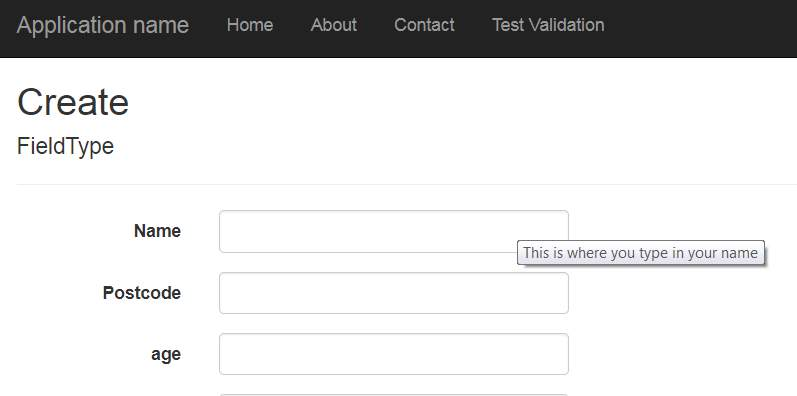 Application name Home About Contact Test Validation
Create
FieldType
Name
This is where you type in your name
Postcode
age